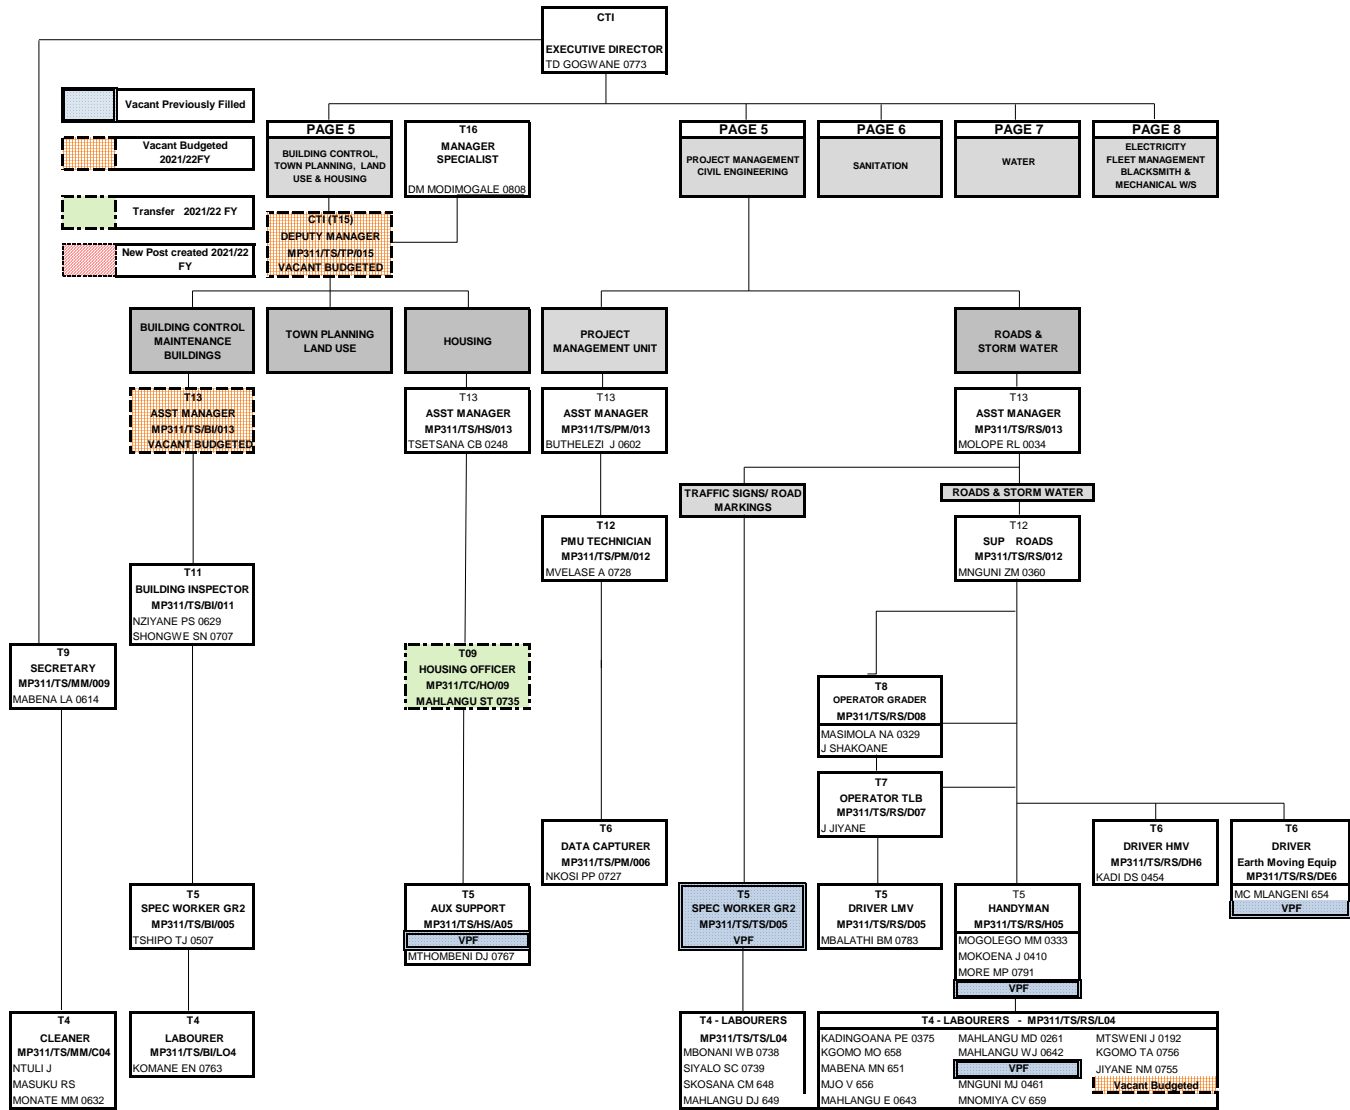 CTI
EXECUTIVE DIRECTOR
TD GOGWANE 0773
Vacant Previously Filled
Vacant Budgeted
2021/22FY
Transfer 2021/22 FY
New Post created 2021/22
FY
PAGE 5
BUILDING CONTROL,
TOWN PLANNING, LAND
USE & HOUSING
T16
MANAGER
SPECIALIST
DM MODIMOGALE 0808
PAGE 5
PROJECT MANAGEMENT
CIVIL ENGINEERING
PAGE 6
SANITATION
PAGE 7
WATER
PAGE 8
ELECTRICITY
FLEET MANAGEMENT
BLACKSMITH &
MECHANICAL W/S
CTI (T15)
DEPUTY MANAGER
MP311/TS/TP/015
VACANT BUDGETED
BUILDING CONTROL
MAINTENANCE
BUILDINGS
TOWN PLANNING
LAND USE
HOUSING
PROJECT
MANAGEMENT UNIT
ROADS &
STORM WATER
T13
ASST MANAGER
MP311/TS/BI/013
VACANT BUDGETED
T13
ASST MANAGER
MP311/TS/HS/013
TSETSANA CB 0248
T13
ASST MANAGER
MP311/TS/PM/013
BUTHELEZI J 0602
T13
ASST MANAGER
MP311/TS/RS/013
MOLOPE RL 0034
TRAFFIC SIGNS/ ROAD
MARKINGS
ROADS & STORM WATER
T12
PMU TECHNICIAN
MP311/TS/PM/012
MVELASE A 0728
T12
SUP ROADS
MP311/TS/RS/012
MNGUNI ZM 0360
T11
BUILDING INSPECTOR
MP311/TS/BI/011
NZIYANE PS 0629
SHONGWE SN 0707
T9
SECRETARY
MP311/TS/MM/009
MABENA LA 0614
T09
HOUSING OFFICER
MP311/TC/HO/09
MAHLANGU ST 0735
T8
OPERATOR GRADER
MP311/TS/RS/D08
MASIMOLA NA 0329
J SHAKOANE
T7
OPERATOR TLB
MP311/TS/RS/D07
J JIYANE
T6
DATA CAPTURER
MP311/TS/PM/006
NKOSI PP 0727
T6
DRIVER HMV
MP311/TS/RS/DH6
KADI DS 0454
T6
DRIVER
Earth Moving Equip
MP311/TS/RS/DE6
MC MLANGENI 654
VPF
T5
SPEC WORKER GR2
MP311/TS/BI/005
TSHIPO TJ 0507
T5
AUX SUPPORT
MP311/TS/HS/A05
VPF
MTHOMBENI DJ 0767
T5
SPEC WORKER GR2
MP311/TS/TS/D05
VPF
T5
DRIVER LMV
MP311/TS/RS/D05
MBALATHI BM 0783
T5
HANDYMAN
MP311/TS/RS/H05
MOGOLEGO MM 0333
MOKOENA J 0410
MORE MP 0791
VPF
T4
CLEANER
MP311/TS/MM/C04
NTULI J
MASUKU RS
MONATE MM 0632
T4
LABOURER
MP311/TS/BI/LO4
KOMANE EN 0763
T4 - LABOURERS
MP311/TS/TS/L04
MBONANI WB 0738
SIYALO SC 0739
SKOSANA CM 648
MAHLANGU DJ 649
T4 - LABOURERS - MP311/TS/RS/L04
KADINGOANA PE 0375
KGOMO MO 658
MABENA MN 651
MJO V 656
MAHLANGU E 0643
MAHLANGU MD 0261
MAHLANGU WJ 0642
VPF
MNGUNI MJ 0461
MNOMIYA CV 659
MTSWENI J 0192
KGOMO TA 0756
JIYANE NM 0755
Vacant Budgeted